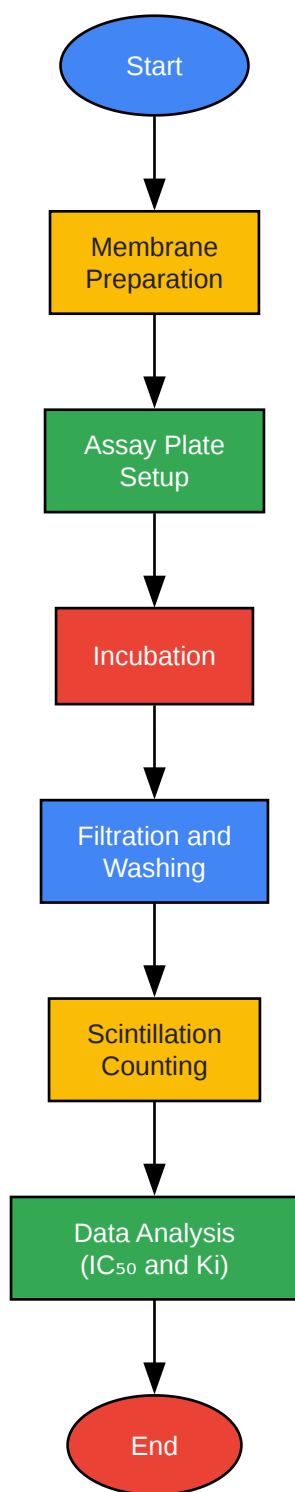 Start
Membrane
Preparation
Assay Plate
Setup
Incubation
Filtration and
Washing
Scintillation
Counting
Data Analysis
(IC₅₀ and Ki)
End